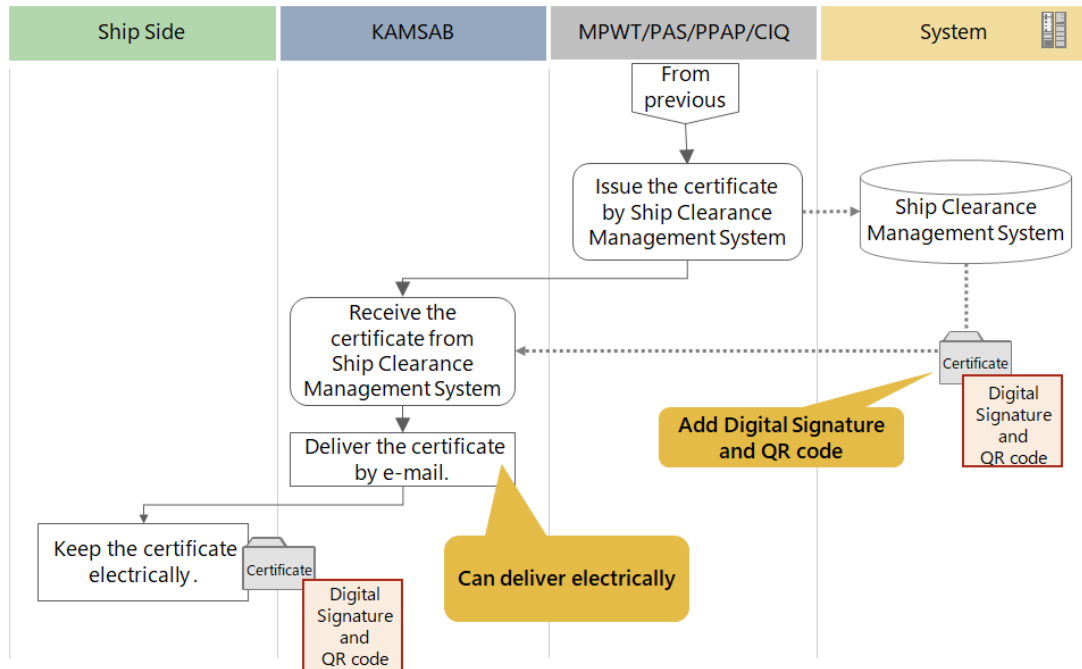 Ship Side
KAMSAB
MPWT/PAS/PPAP/CIQ
System
From
previous
Issue the certificate
by Ship Clearance
Management System
Ship Clearance
Management System
Receive the
certificate from
Ship Clearance
Management System
Certificate
Digital
Signature
and
QR code
Add Digital Signature
and QR code
Deliver the certificate
by e-mail.
Can deliver electrically
Keep the certificate
electrically.
Certificate
Digital
Signature
and
QR code